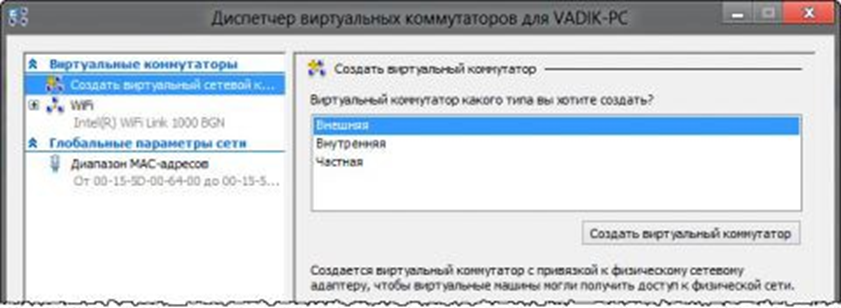 Диспетчер виртуальных коммутаторов для VADIK-PC
Виртуальные коммутаторы
Создать виртуальный сетевой к...
WiFi
Intel(R) WiFi Link 1000 BGN
Глобальные параметры сети
Диапазон MAC-адресов
От 00-15-5D-00-64-00 до 00-15-5...
Создать виртуальный коммутатор
Виртуальный коммутатор какого типа вы хотите создать?
Внешняя
Внутренняя
Частная
Создать виртуальный коммутатор
Создается виртуальный коммутатор с привязкой к физическому сетевому
адаптеру, чтобы виртуальные машины могли получить доступ к физической сети.